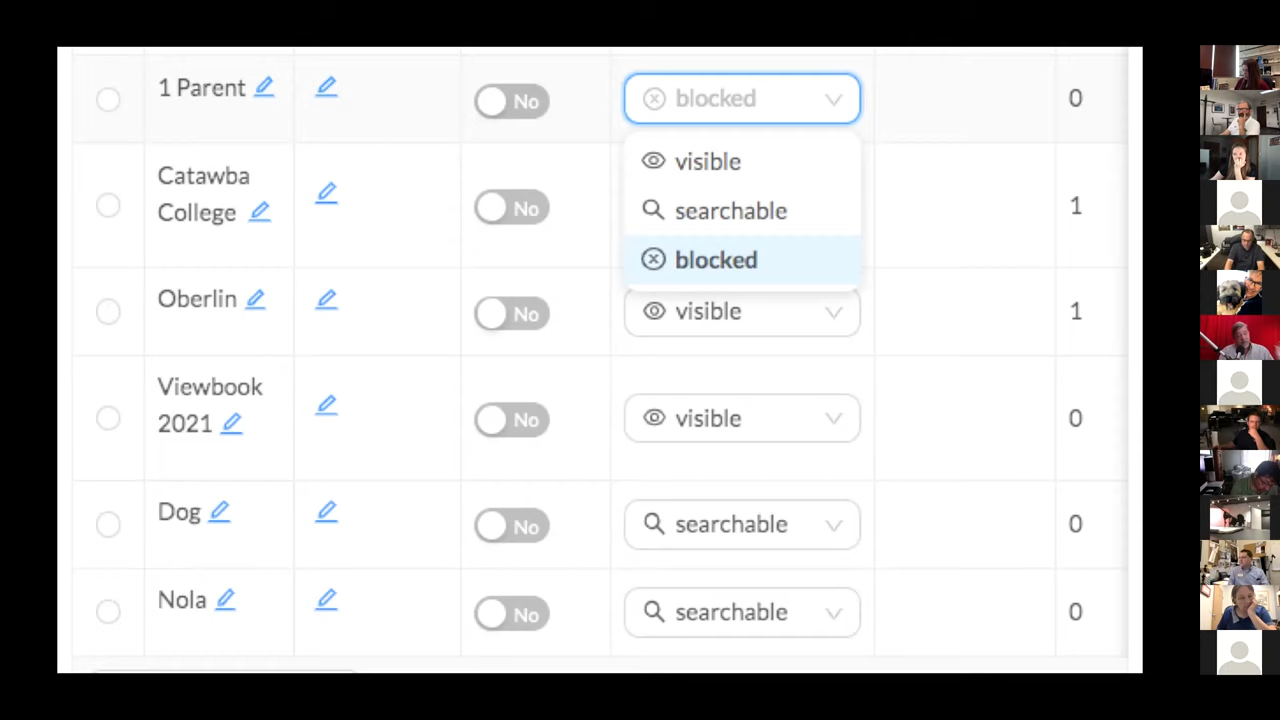 1 Parent No blocked 0
visible
Catawba
College No searchable 1
blocked
Oberlin No visible 1
Viewbook
2021 No visible 0
Dog No searchable 0
Nola No searchable 0